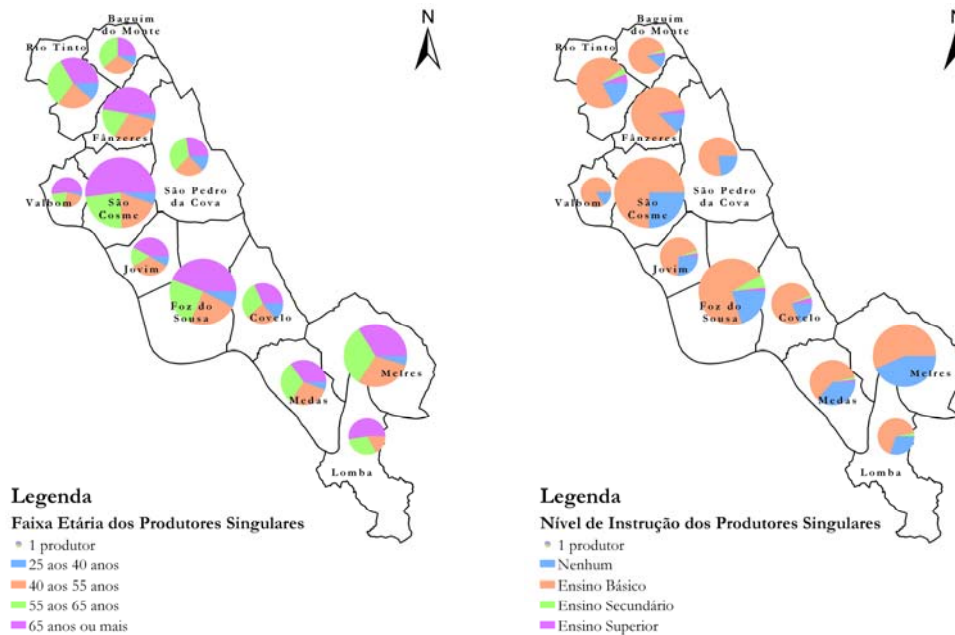 N
Baguim
do Monte
Rio Tinto
Fânzeres
São Pedro
da Cova
Valbom
São
Cosme
Jovim
Foz do
Sousa
Covelo
Melres
Medas
Lomba
Legenda
Faixa Etária dos Produtores Singulares
1 produtor
25 aos 40 anos
40 aos 55 anos
55 aos 65 anos
65 anos ou mais
N
Baguim
do Monte
Rio Tinto
Fânzeres
São Pedro
da Cova
Valbom
São
Cosme
Jovim
Foz do
Sousa
Covelo
Melres
Medas
Lomba
Legenda
Nível de Instrução dos Produtores Singulares
1 produtor
Nenhum
Ensino Básico
Ensino Secundário
Ensino Superior